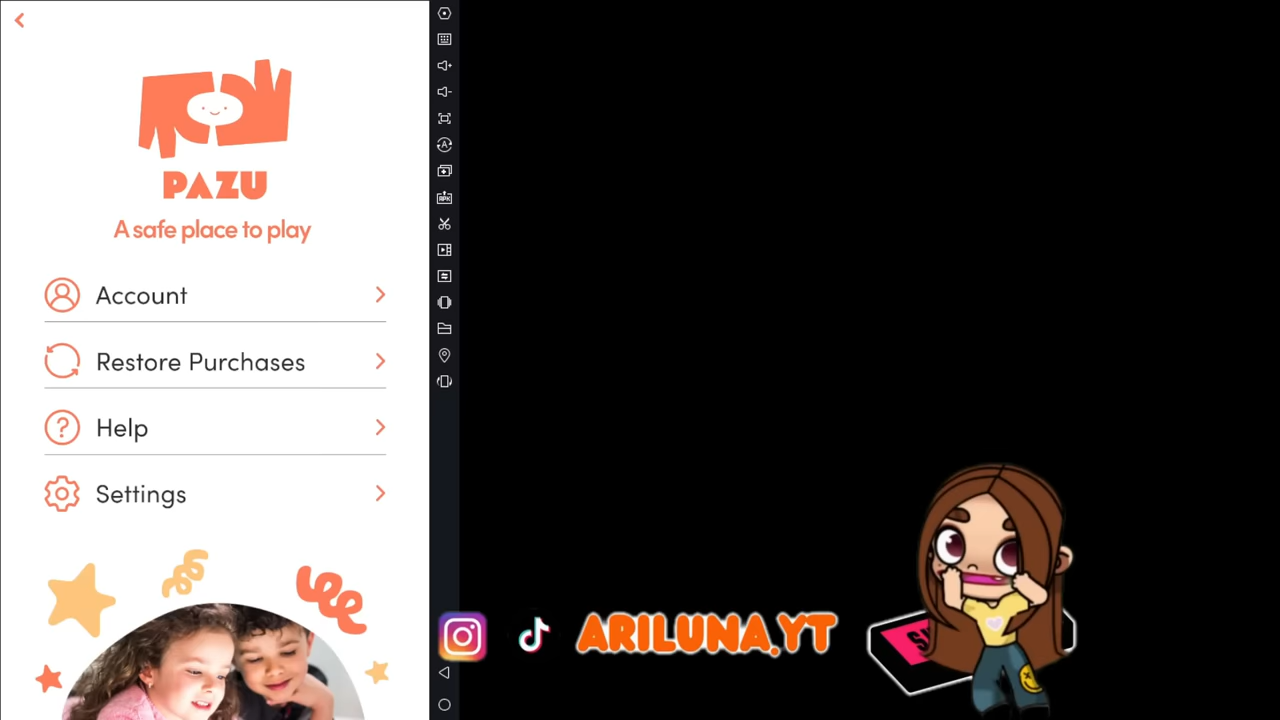 PAZU
A safe place to play
Account
Restore Purchases
Help
Settings
ARILUNA.YT